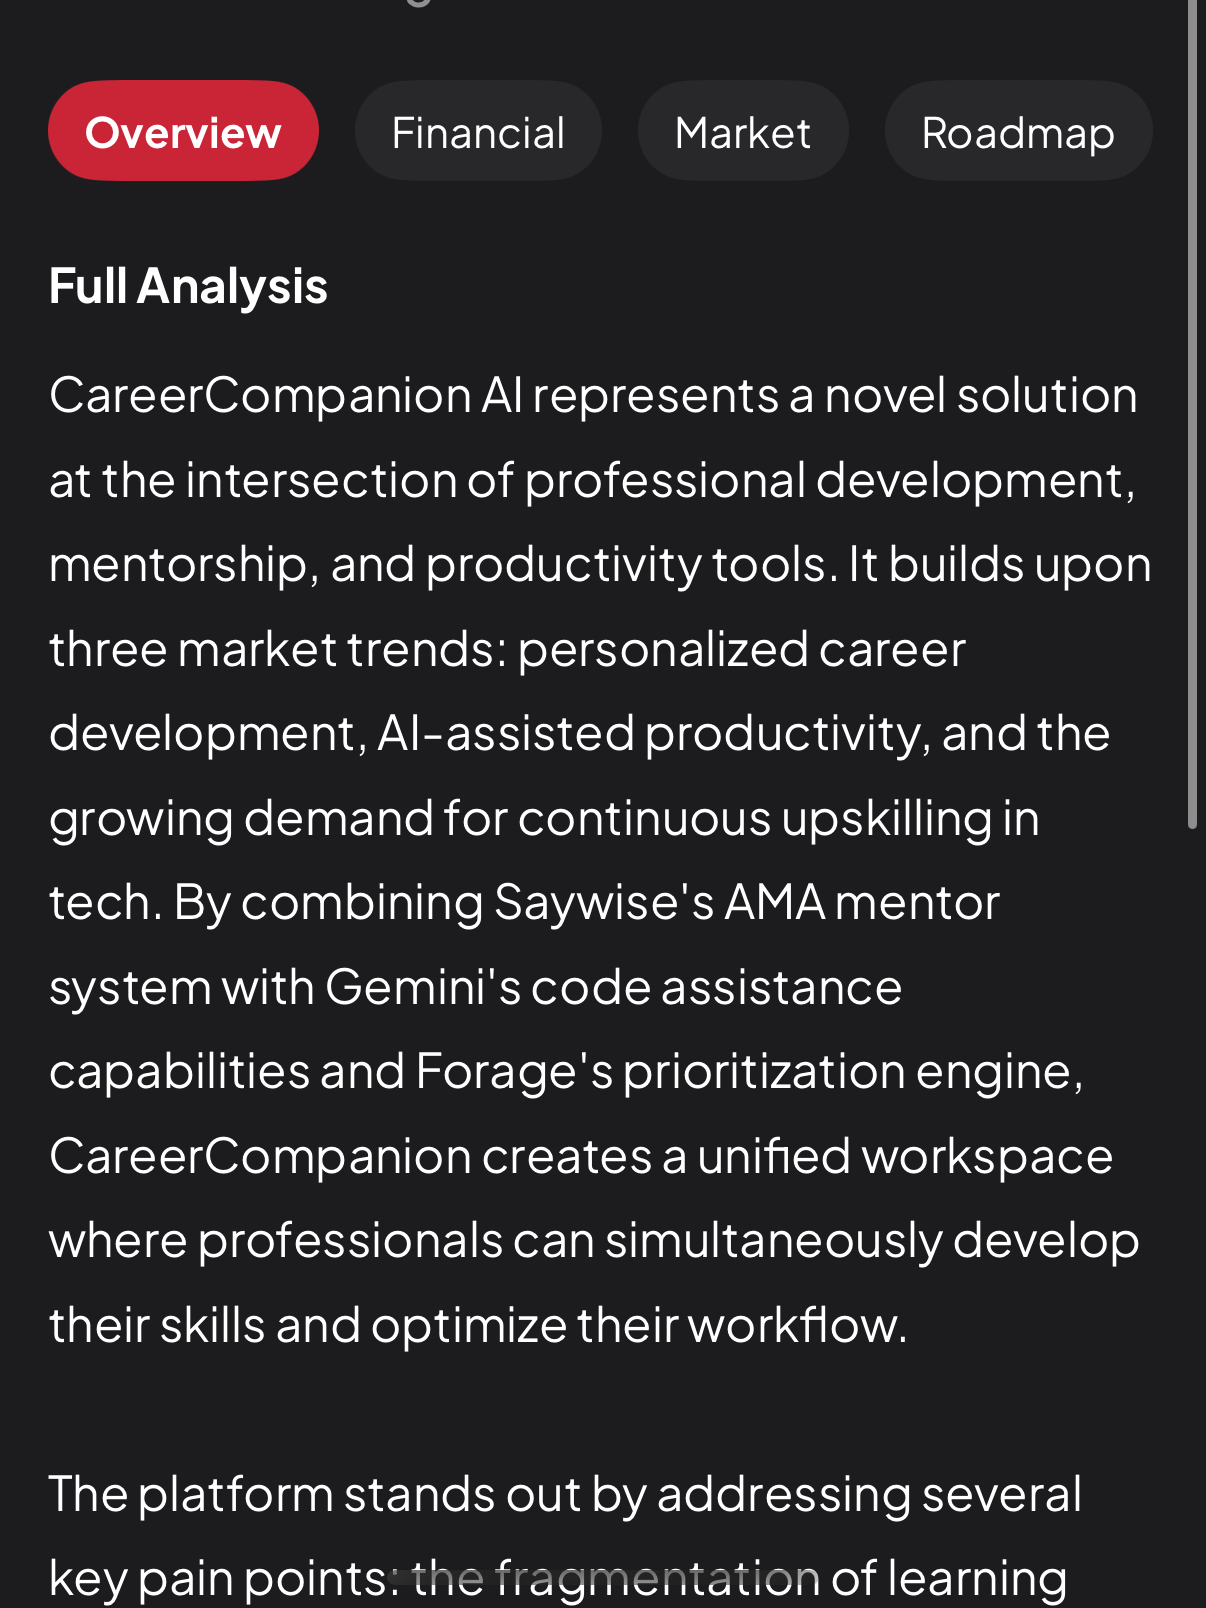 Overview Financial Market Roadmap
Full Analysis
CareerCompanion AI represents a novel solution
at the intersection of professional development,
mentorship, and productivity tools. It builds upon
three market trends: personalized career
development, AI-assisted productivity, and the
growing demand for continuous upskilling in
tech. By combining Saywise's AMA mentor
system with Gemini's code assistance
capabilities and Forage's prioritization engine,
CareerCompanion creates a unified workspace
where professionals can simultaneously develop
their skills and optimize their workflow.
The platform stands out by addressing several
key pain points: the fragmentation of learning